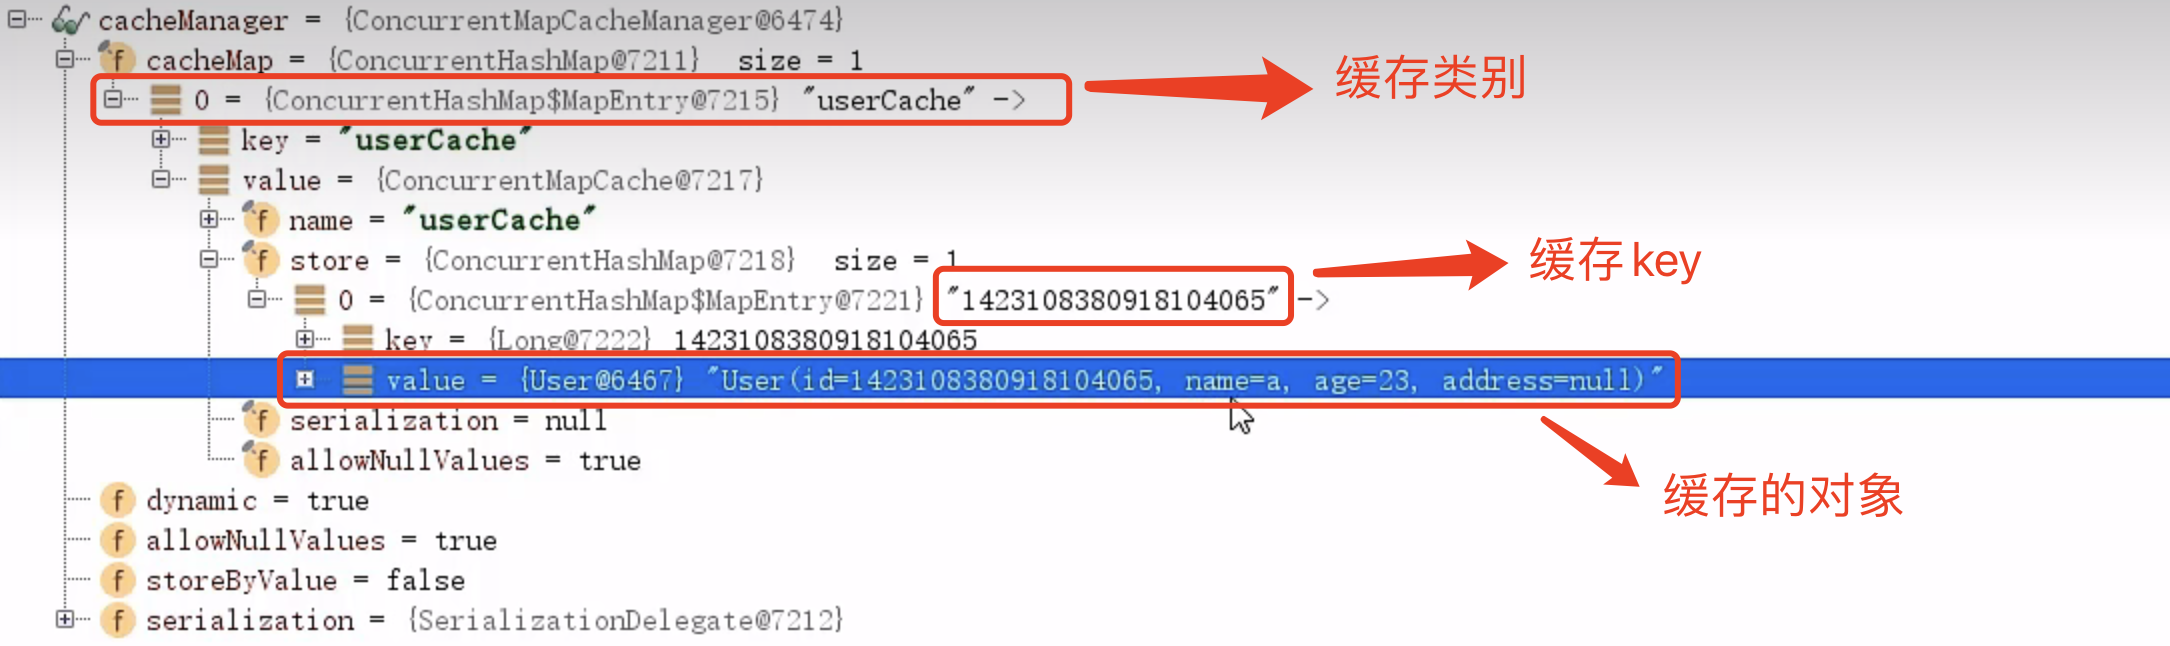 cacheManager = {ConcurrentMapCacheManager@6474}
f cacheMap = {ConcurrentHashMap@7211} size = 1
0 = {ConcurrentHashMap$MapEntry@7215} "userCache" -> 缓存类别
key = "userCache"
value = {ConcurrentMapCache@7217}
f name = "userCache"
f store = {ConcurrentHashMap@7218} size = 1 缓存key
0 = {ConcurrentHashMap$MapEntry@7221} "1423108380918104065" ->
key = {Long@7222} 1423108380918104065
value = {User@6467} "User(id=1423108380918104065, name=a, age=23, address=null)"
f serialization = null
f allowNullValues = true
缓存的对象
f dynamic = true
f allowNullValues = true
f storeByValue = false
f serialization = {SerializationDelegate@7212}